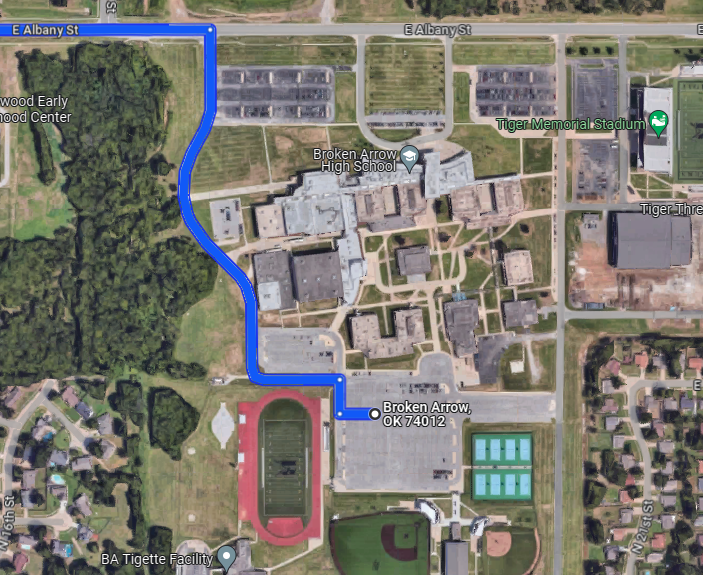 St
E Albany St
E Albany St
E
wood Early
hood Center
Tiger Memorial Stadium
Broken Arrow
High School
Tiger Thre
Broken Arrow,
OK 74012
E
N 16th St
N 21st St
BA Tigette Facility